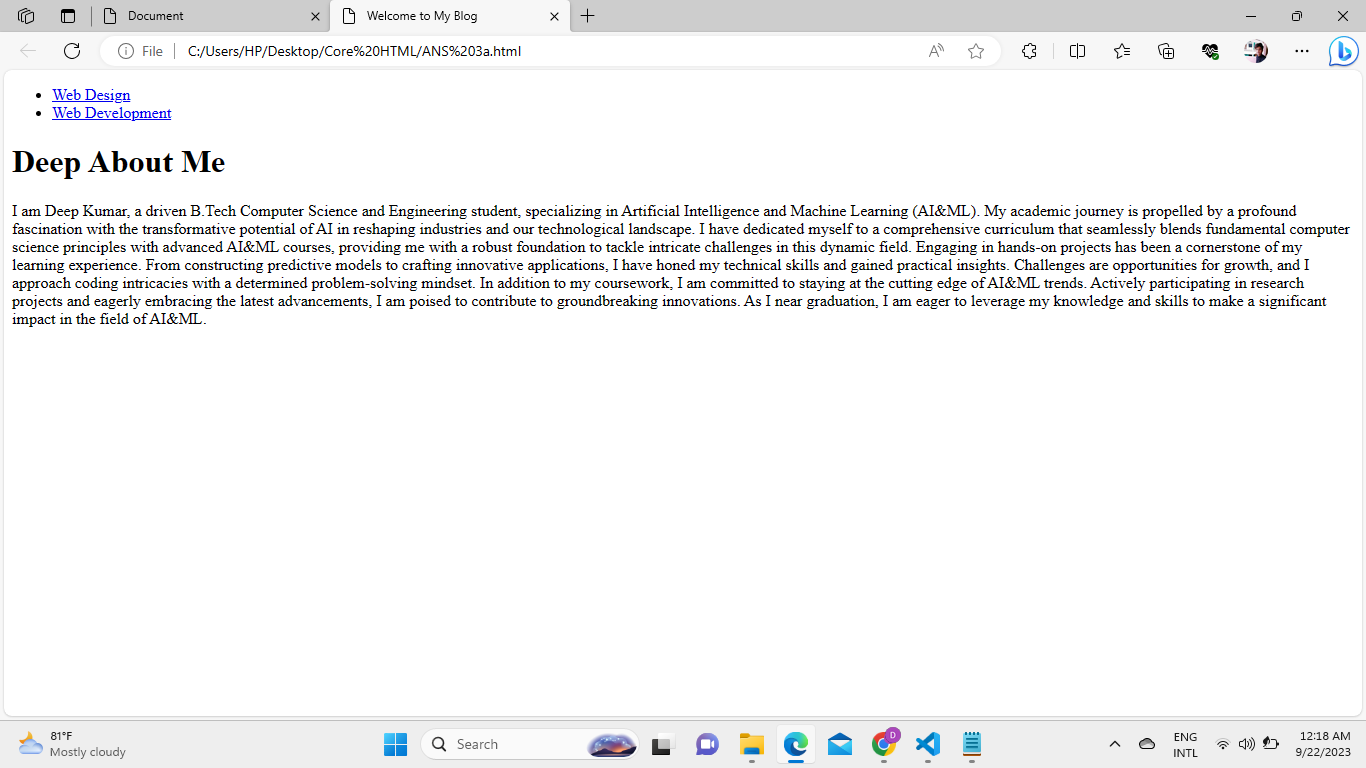 Document
Welcome to My Blog
File
C:/Users/HP/Desktop/Core%20HTML/ANS%203a.html
Web Design
Web Development
Deep About Me
I am Deep Kumar, a driven B.Tech Computer Science and Engineering student, specializing in Artificial Intelligence and Machine Learning (AI&ML). My academic journey is propelled by a profound
fascination with the transformative potential of AI in reshaping industries and our technological landscape. I have dedicated myself to a comprehensive curriculum that seamlessly blends fundamental computer
science principles with advanced AI&ML courses, providing me with a robust foundation to tackle intricate challenges in this dynamic field. Engaging in hands-on projects has been a cornerstone of my
learning experience. From constructing predictive models to crafting innovative applications, I have honed my technical skills and gained practical insights. Challenges are opportunities for growth, and I
approach coding intricacies with a determined problem-solving mindset. In addition to my coursework, I am committed to staying at the cutting edge of AI&ML trends. Actively participating in research
projects and eagerly embracing the latest advancements, I am poised to contribute to groundbreaking innovations. As I near graduation, I am eager to leverage my knowledge and skills to make a significant
impact in the field of AI&ML.
81°F
Mostly cloudy
Search
D
ENG
INTL
12:18 AM
9/22/2023